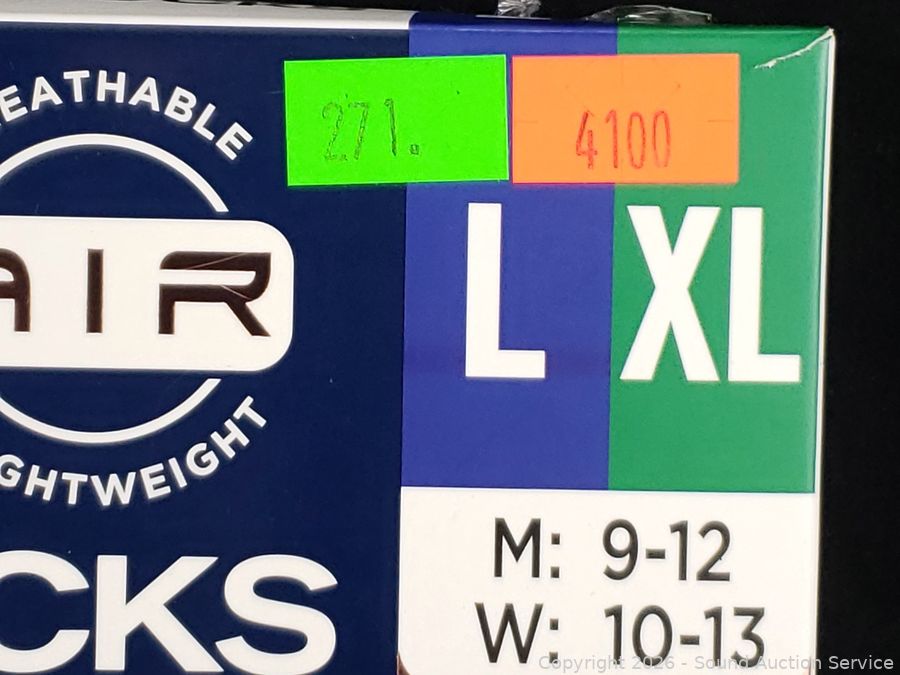 EATHABLE
271.
4100
AIR
L XL
GHTWEIGHT
CKS
M: 9-12
W: 10-13
Copyright 2026 - Sound Auction Service